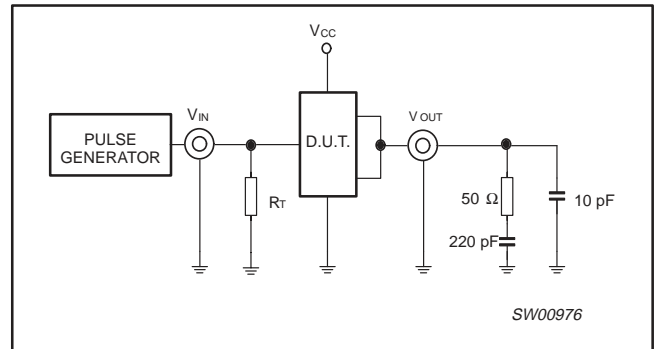 VCC
VIN
VOUT
PULSE
GENERATOR
D.U.T.
RT
50 Ω
10 pF
220 pF
SW00976